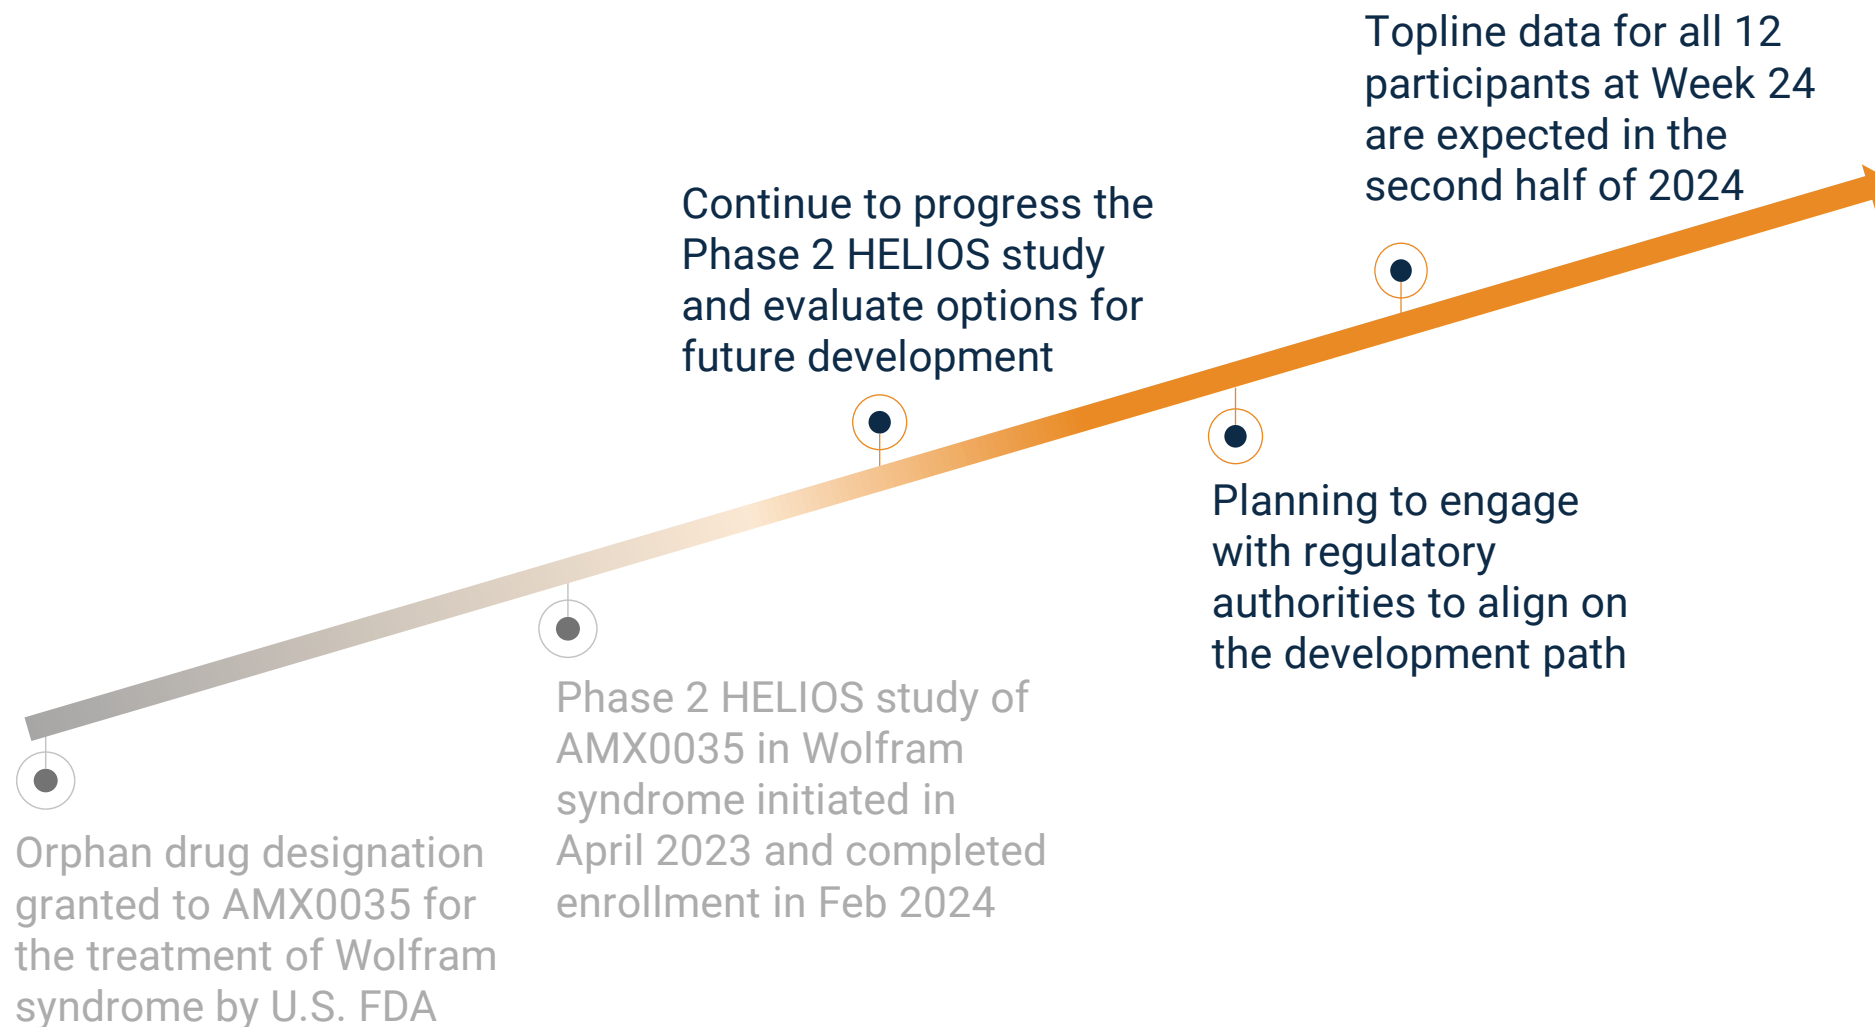 Topline data for all 12
participants at Week 24
are expected in the
second half of 2024
Continue to progress the
Phase 2 HELIOS study
and evaluate options for
future development
Planning to engage
with regulatory
authorities to align on
the development path
Phase 2 HELIOS study of
AMX0035 in Wolfram
syndrome initiated in
April 2023 and completed
enrollment in Feb 2024
Orphan drug designation
granted to AMX0035 for
the treatment of Wolfram
syndrome by U.S. FDA